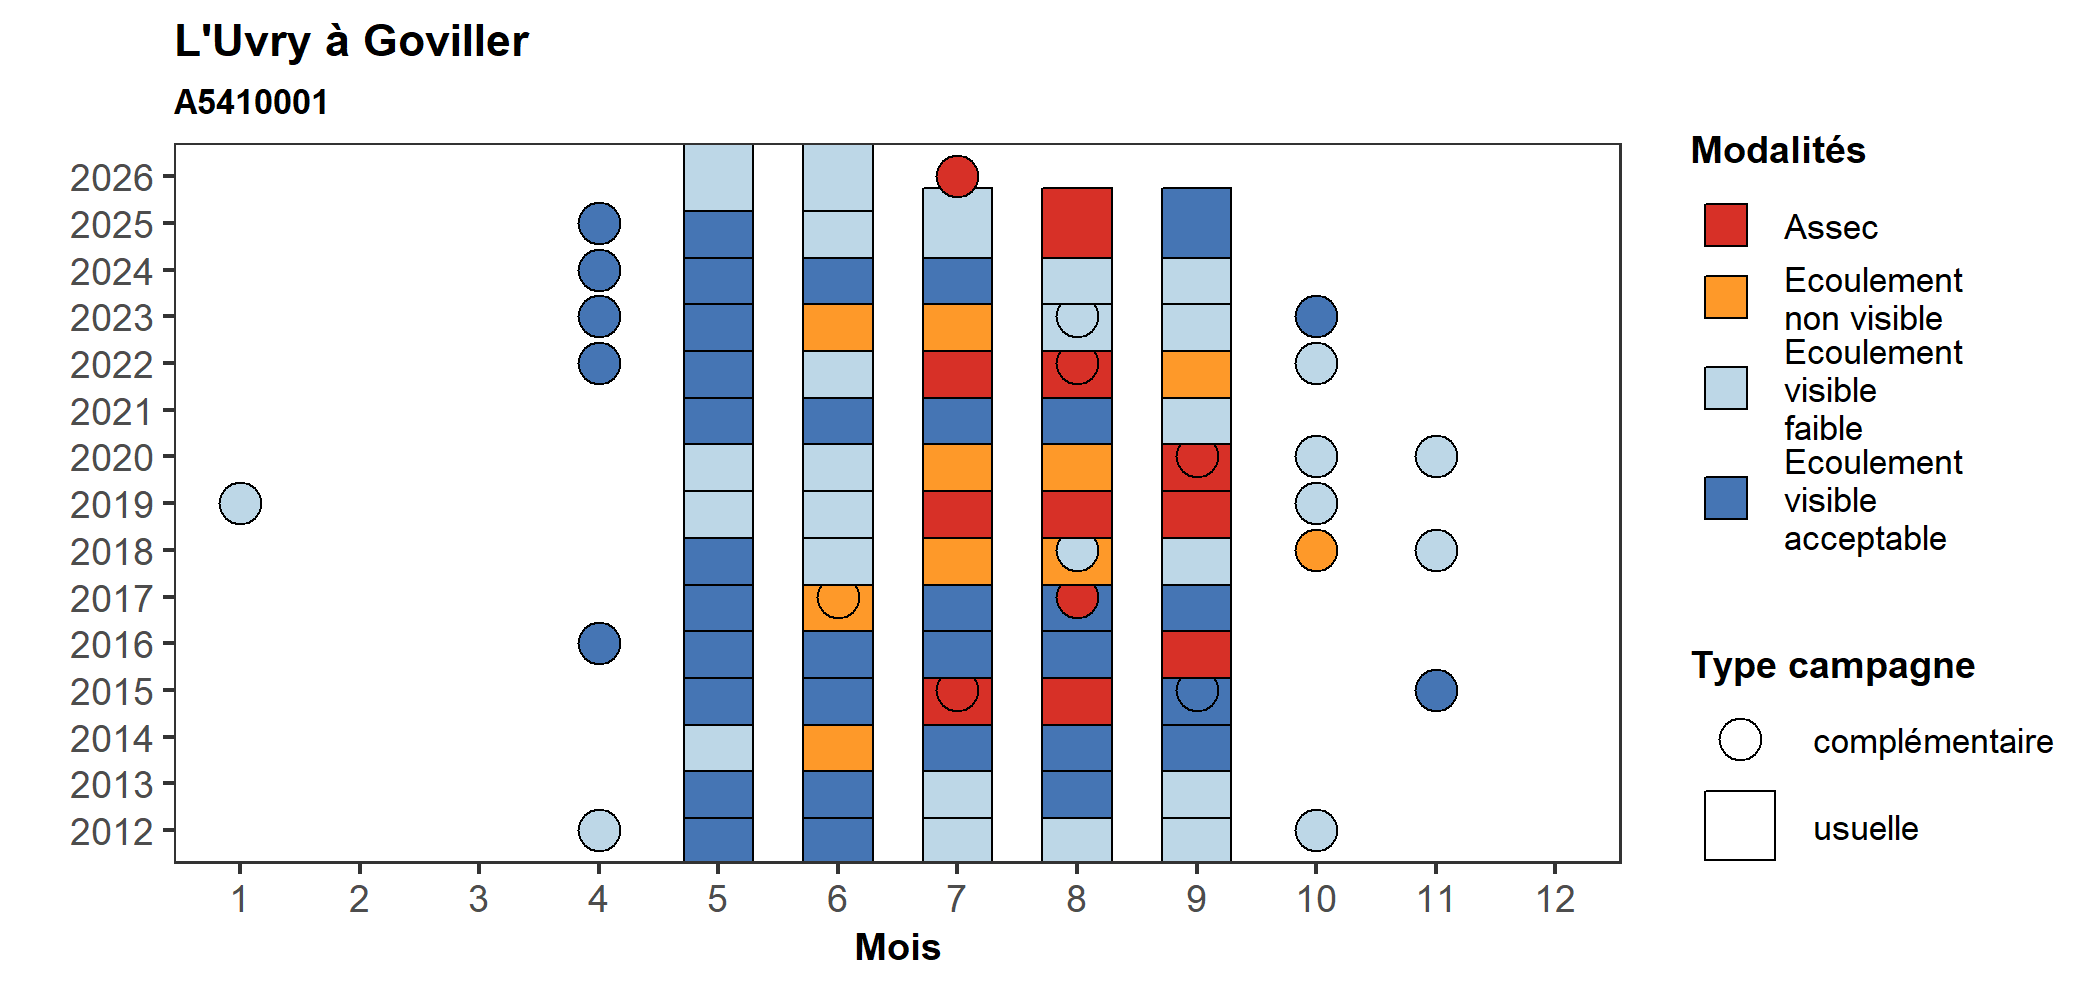 L'Uvry à Goviller
A5410001
2026
2025
2024
2023
2022
2021
2020
2019
2018
2017
2016
2015
2014
2013
2012
1 2 3 4 5 6 7 8 9 10 11 12
Mois
Modalités
Assec
Ecoulement
non visible
Ecoulement
visible
faible
Ecoulement
visible
acceptable
Type campagne
complémentaire
usuelle